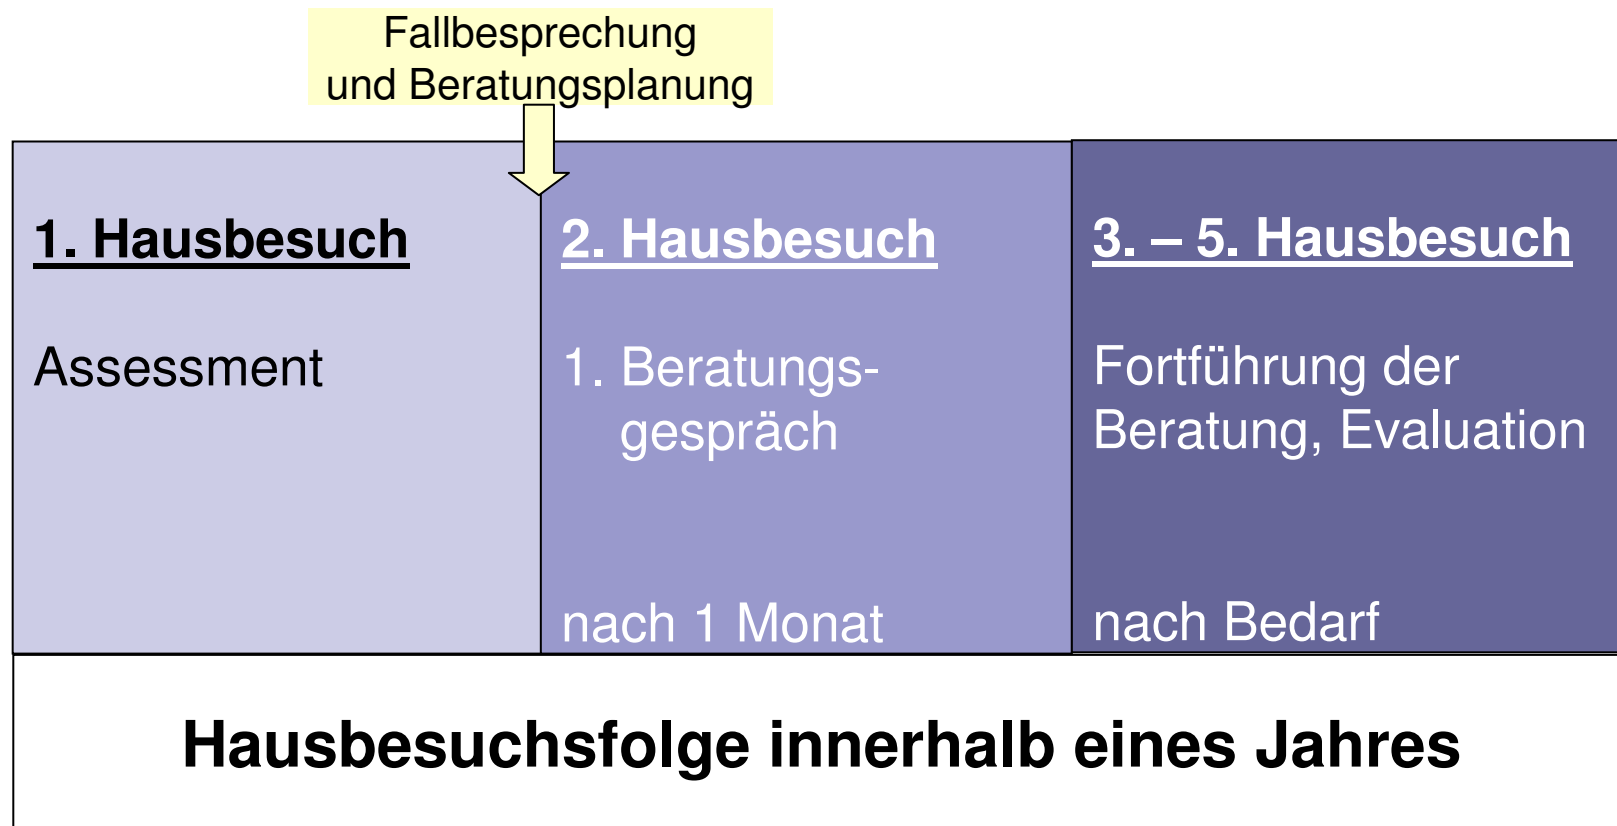 Fallbesprechung
und Beratungsplanung
1. Hausbesuch
Assessment
2. Hausbesuch
1. Beratungs-
gespräch
nach 1 Monat
3. – 5. Hausbesuch
Fortführung der
Beratung, Evaluation
nach Bedarf
Hausbesuchsfolge innerhalb eines Jahres